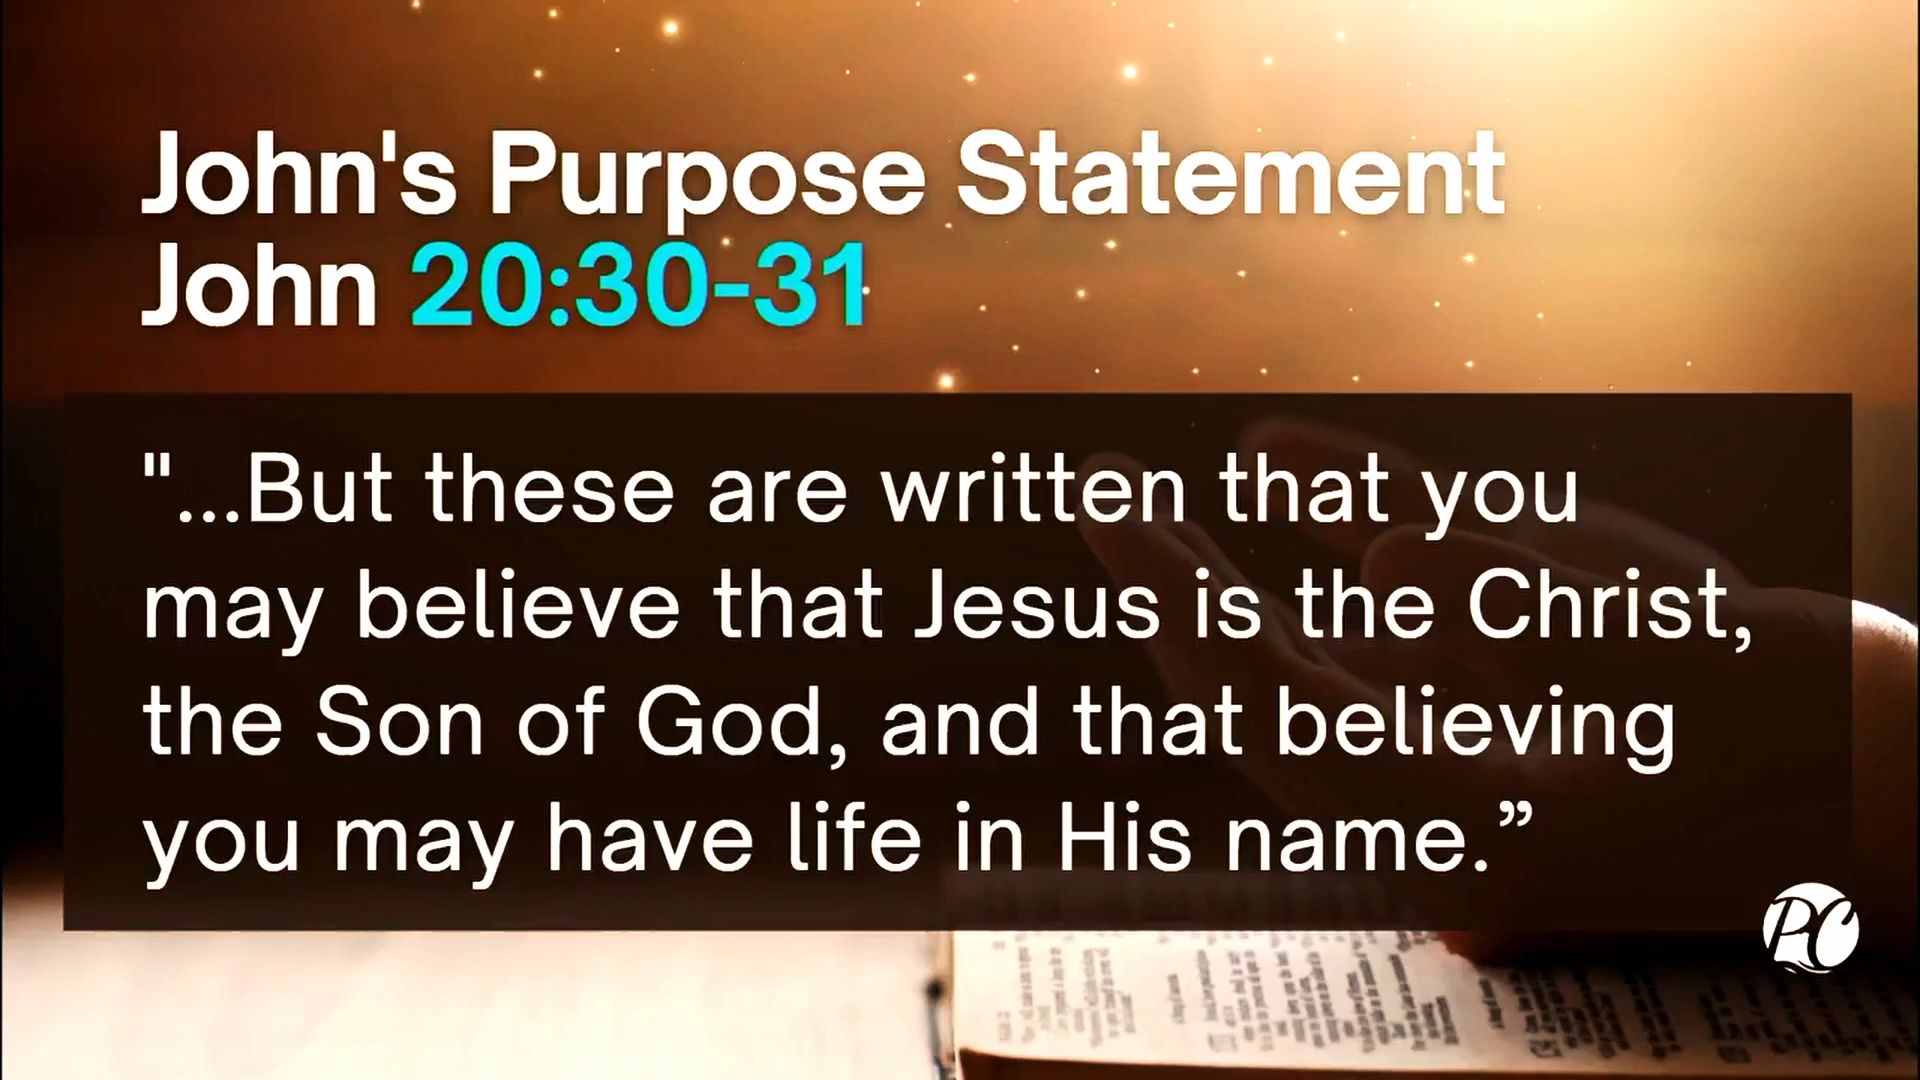 John's Purpose Statement
John 20:30-31
"...But these are written that you
may believe that Jesus is the Christ,
the Son of God, and that believing
you may have life in His name.”
PC